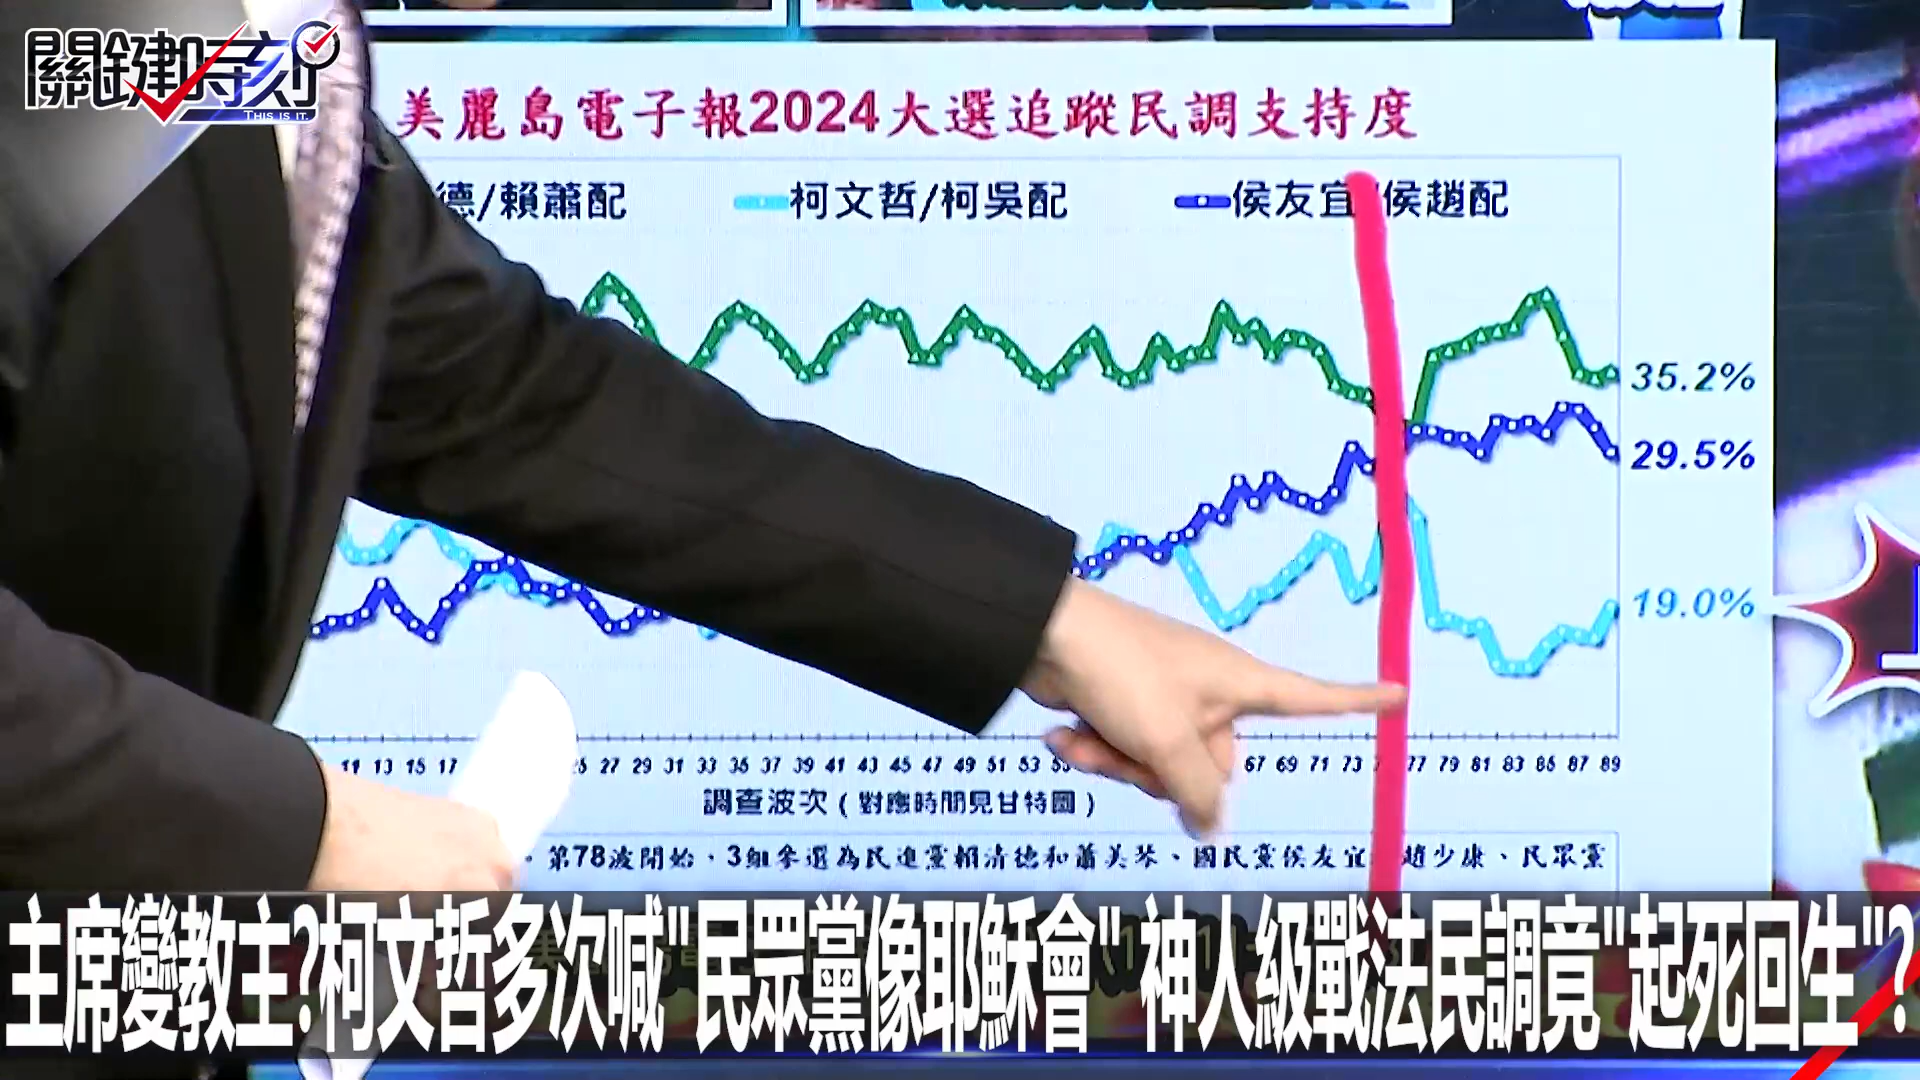 關鍵時刻
THIS IS IT.
美麗島電子報2024大選追蹤民調支持度
德/賴蕭配
柯文哲/柯吳配
侯友宜 侯趙配
35.2%
29.5%
19.0%
11 13 15 17 27 29 31 33 35 37 39 41 43 45 47 49 51 53 67 69 71 73 77 79 81 83 85 87 89
調查波次(對應時間見甘特圖)
第78波開始,3組參選為民進黨賴清德和蕭美琴、國民黨侯友宜 趙少康、民眾黨
主席變教主?柯文哲多次喊"民眾黨像耶穌會" 神人級戰法民調竟"起死回生"?